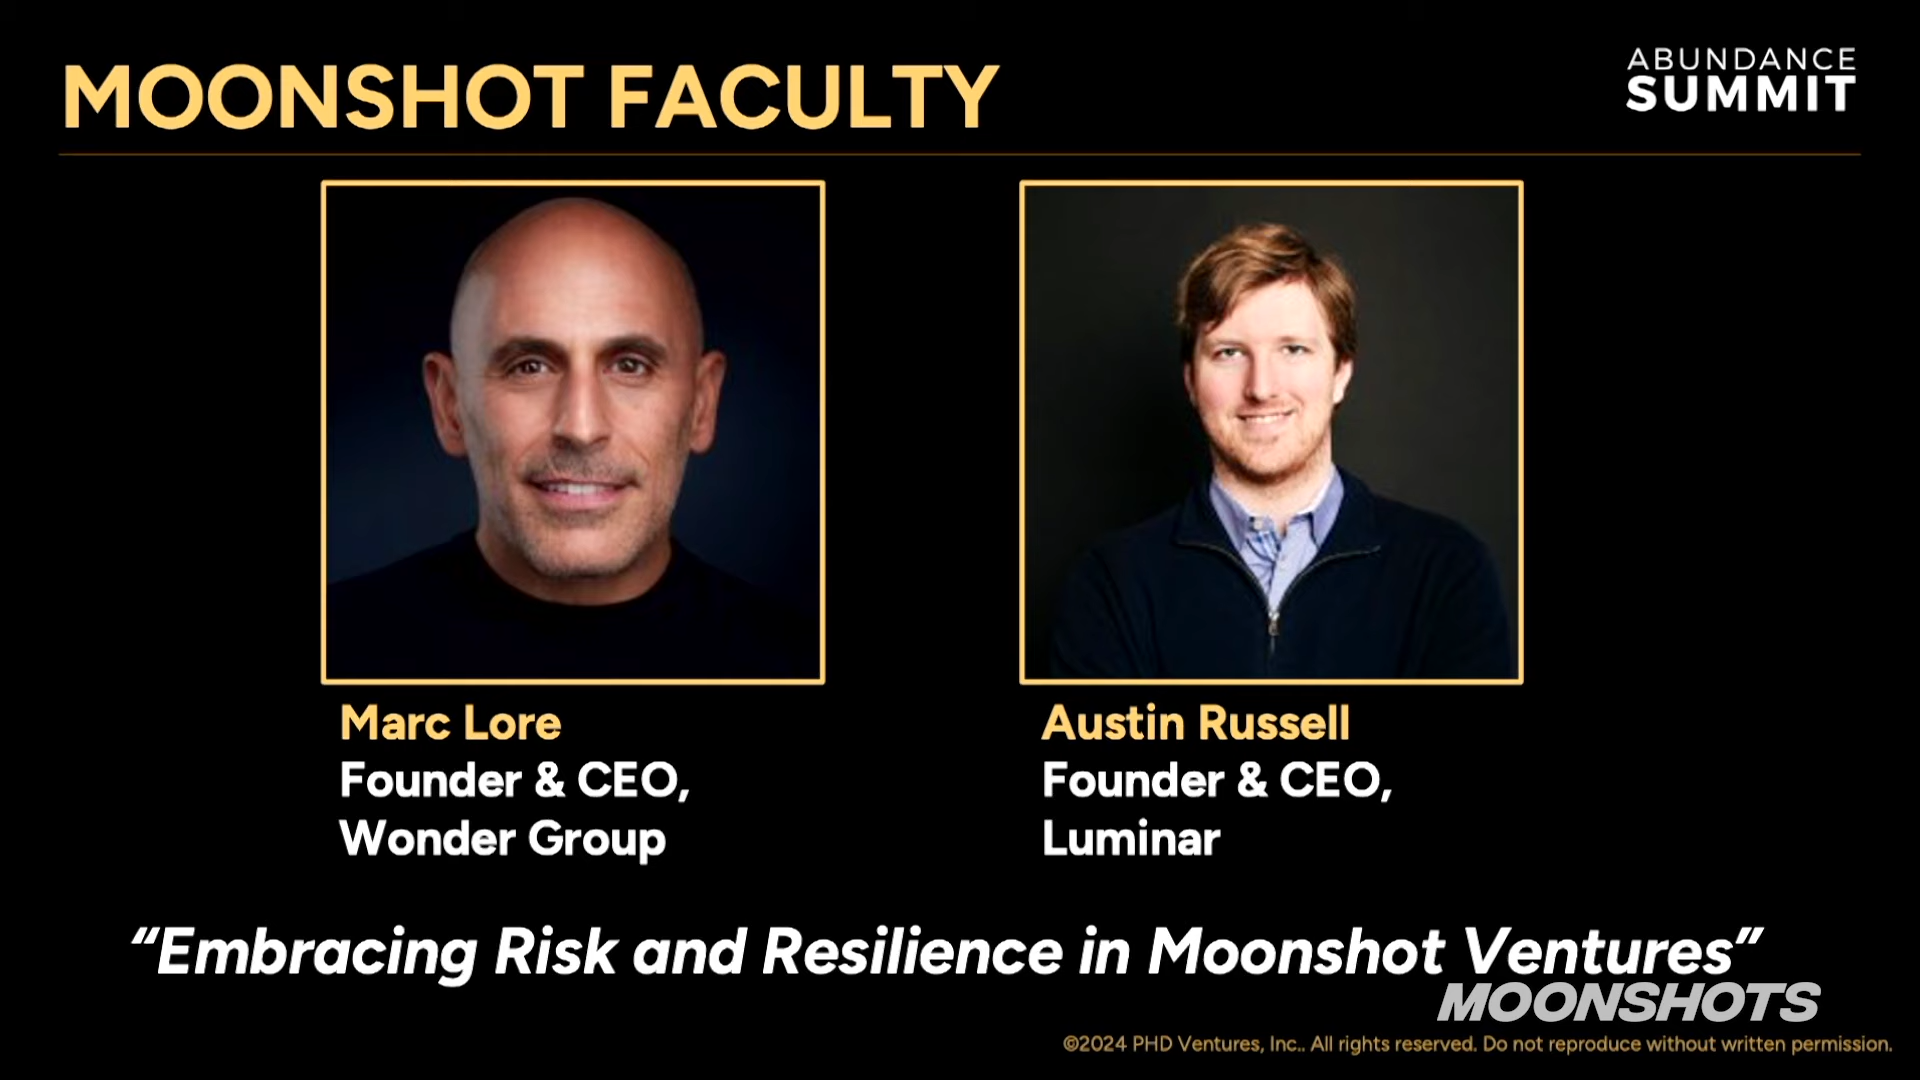 MOONSHOT FACULTY
ABUNDANCE
SUMMIT
Marc Lore
Founder & CEO,
Wonder Group
Austin Russell
Founder & CEO,
Luminar
“Embracing Risk and Resilience in Moonshot Ventures”
MOONSHOTS
©2024 PHD Ventures, Inc.. All rights reserved. Do not reproduce without written permission.